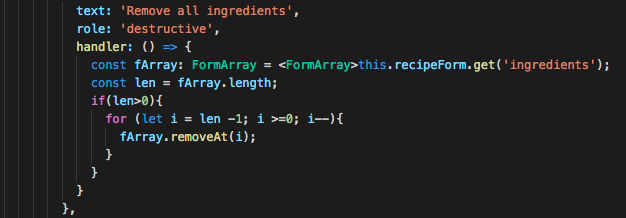 text: 'Remove all ingredients',
role: 'destructive',
handler: () => {
const fArray: FormArray = <FormArray>this.recipeForm.get('ingredients');
const len = fArray.length;
if(len>0){
for (let i = len -1; i >=0; i--){
fArray.removeAt(i);
}
}
}
},